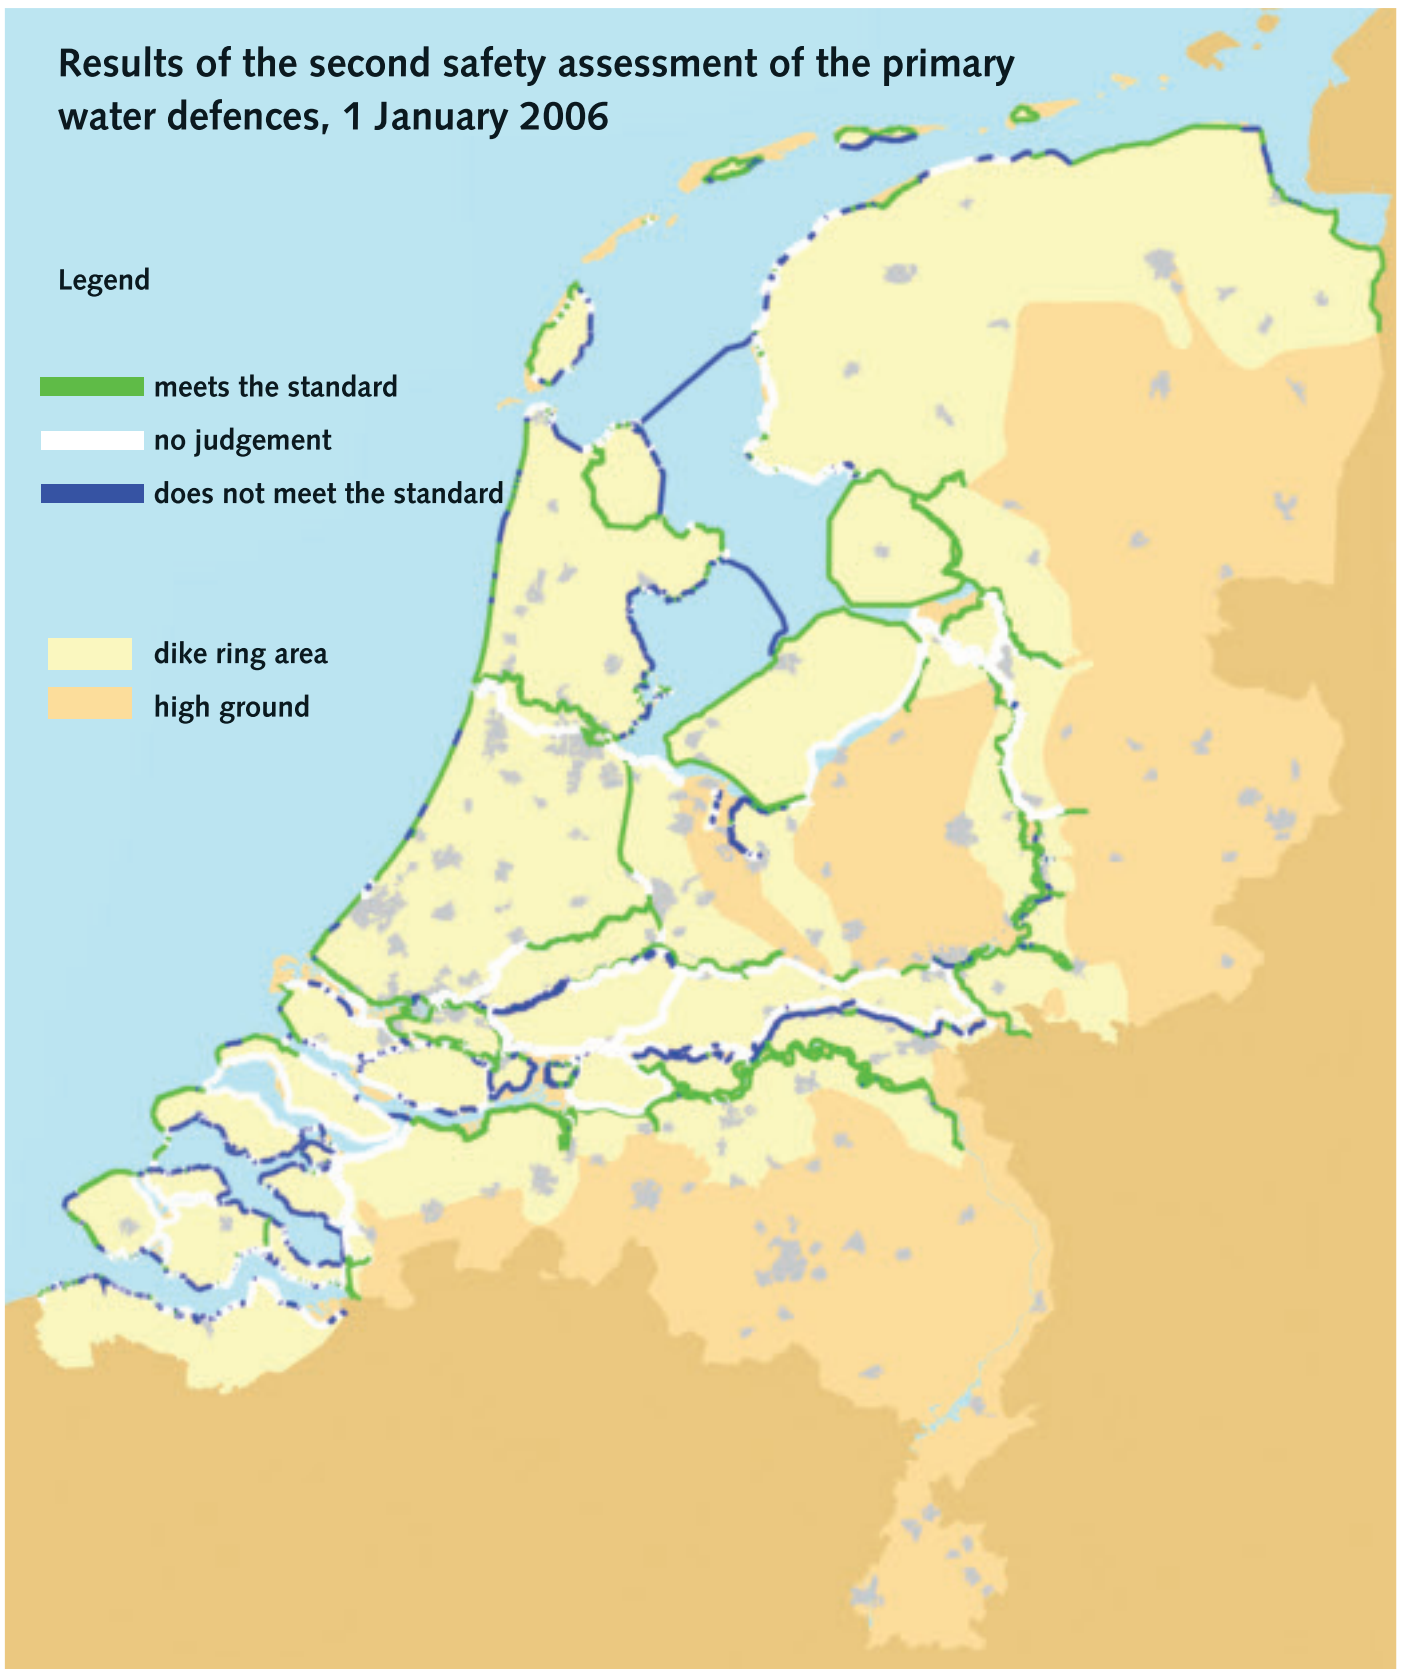 Results of the second safety assessment of the primary
water defences, 1 January 2006
Legend
meets the standard
no judgement
does not meet the standard
dike ring area
high ground